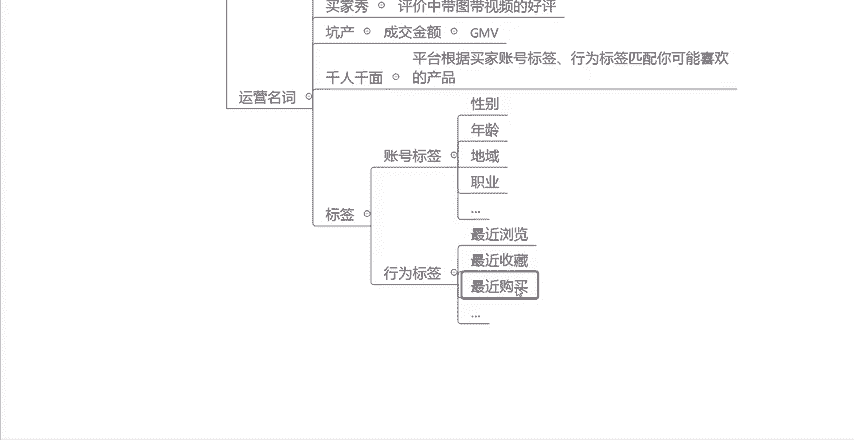 买家秀 评价中带图带视频的好评
坑产 成交金额 GMV
平台根据买家账号标签、行为标签匹配你可能喜欢
千人千面 的产品
运营名词
性别
年龄
账号标签 地域
职业
...
标签
最近浏览
最近收藏
行为标签
最近购买
...